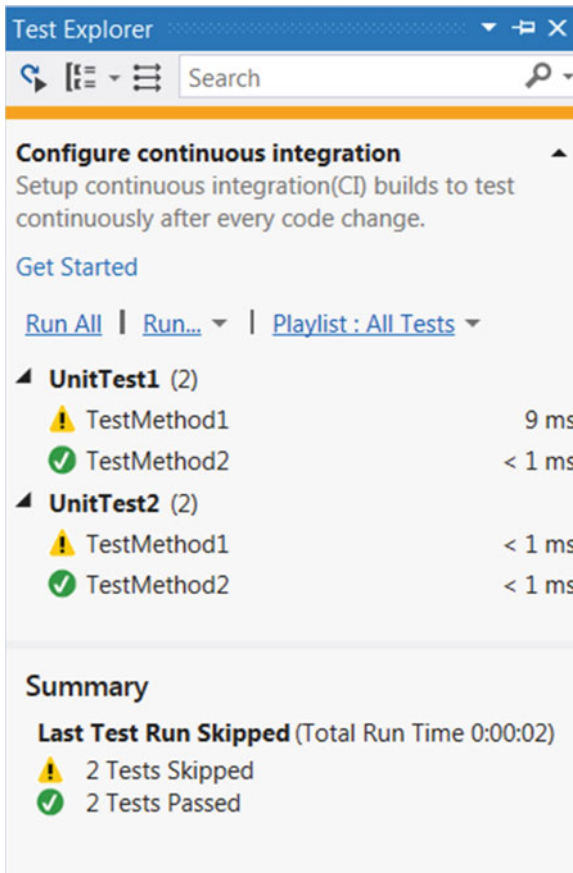 Test Explorer
Search
Configure continuous integration
Setup continuous integration(CI) builds to test
continuously after every code change.
Get Started
Run All | Run... | Playlist : All Tests
UnitTest1 (2)
TestMethod1 9 ms
TestMethod2 < 1 ms
UnitTest2 (2)
TestMethod1 < 1 ms
TestMethod2 < 1 ms
Summary
Last Test Run Skipped (Total Run Time 0:00:02)
2 Tests Skipped
2 Tests Passed